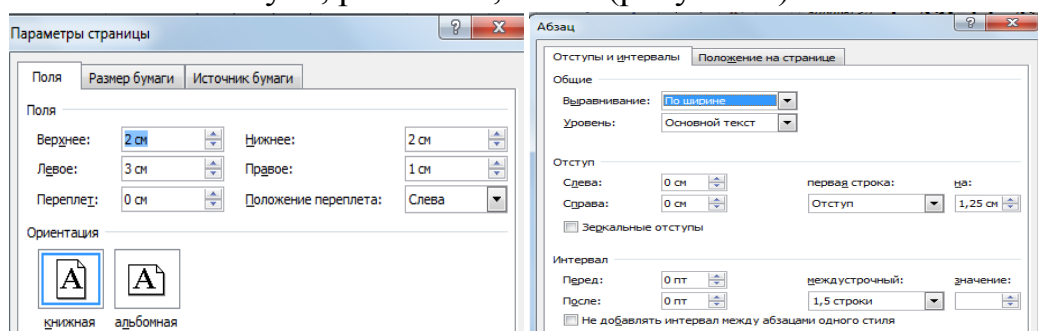 Параметры страницы
Поля Размер бумаги Источник бумаги
Поля
Верхнее: 2 см Нижнее: 2 см
Левое: 3 см Правое: 1 см
Переплет: 0 см Положение переплета: Слева
Ориентация
книжная альбомная
Абзац
Отступы и интервалы Положение на странице
Общие
Выравнивание: По ширине
Уровень: Основной текст
Отступ
Слева: 0 см первая строка: на:
Справа: 0 см Отступ 1,25 см
Зеркальные отступы
Интервал
Перед: 0 пт междустрочный: значение:
После: 0 пт 1,5 строки
Не добавлять интервал между абзацами одного стиля